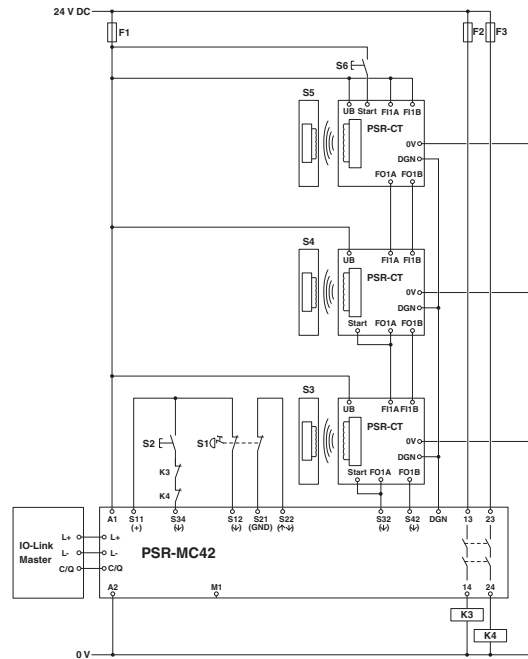 24 V DC
F1
F2
F3
S6
S5
UB Start FI1A FI1B
PSR-CT
0V
DGN
FO1A FO1B
S4
UB FI1A FI1B
PSR-CT
0V
DGN
Start FO1A FO1B
S3
UB FI1A FI1B
PSR-CT
0V
DGN
Start FO1A FO1B
S2
S1
K3
K4
A1 S11 S34 S12 S21 S22 S32 S42 DGN 13 23
(+) (↓) (↓) (GND) (↑↓) (↓) (↓)
IO-Link
Master
L+ L+
L- L-
C/Q C/Q
PSR-MC42
A2 M1 14 24
K3
K4
0 V